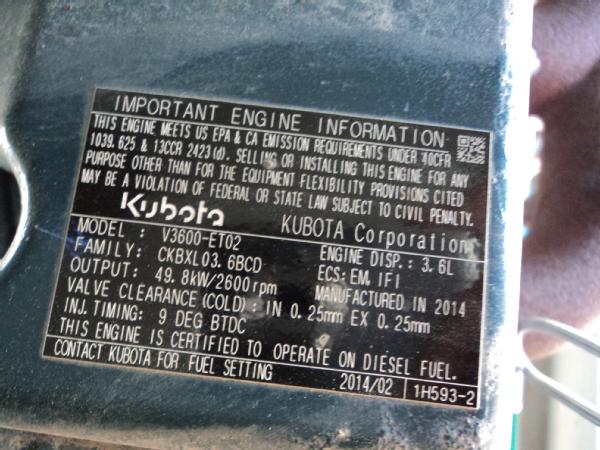 IMPORTANT ENGINE INFORMATION
THIS ENGINE MEETS US EPA & CA EMISSION REQUIREMENTS UNDER 40CFR
1039. 625 & 13CCR 2423(d). SELLING OR INSTALLING THIS ENGINE FOR ANY
PURPOSE OTHER THAN FOR THE EQUIPMENT FLEXIBILITY PROVISIONS CITED
MAY BE A VIOLATION OF FEDERAL OR STATE LAW SUBJECT TO CIVIL PENALTY.
Kubota KUBOTA Corporation
MODEL : V3600-ET02 ENGINE DISP.: 3. 6L
FAMILY: CKBXL03. 6BCD ECS: EM, IFI
OUTPUT: 49. 8kW/2600rpm MANUFACTURED IN 2014
VALVE CLEARANCE(COLD): IN 0. 25mm EX 0. 25mm
INJ. TIMING: 9 DEG BTDC
THIS ENGINE IS CERTIFIED TO OPERATE ON DIESEL FUEL.
CONTACT KUBOTA FOR FUEL SETTING 2014/02 1H593-2